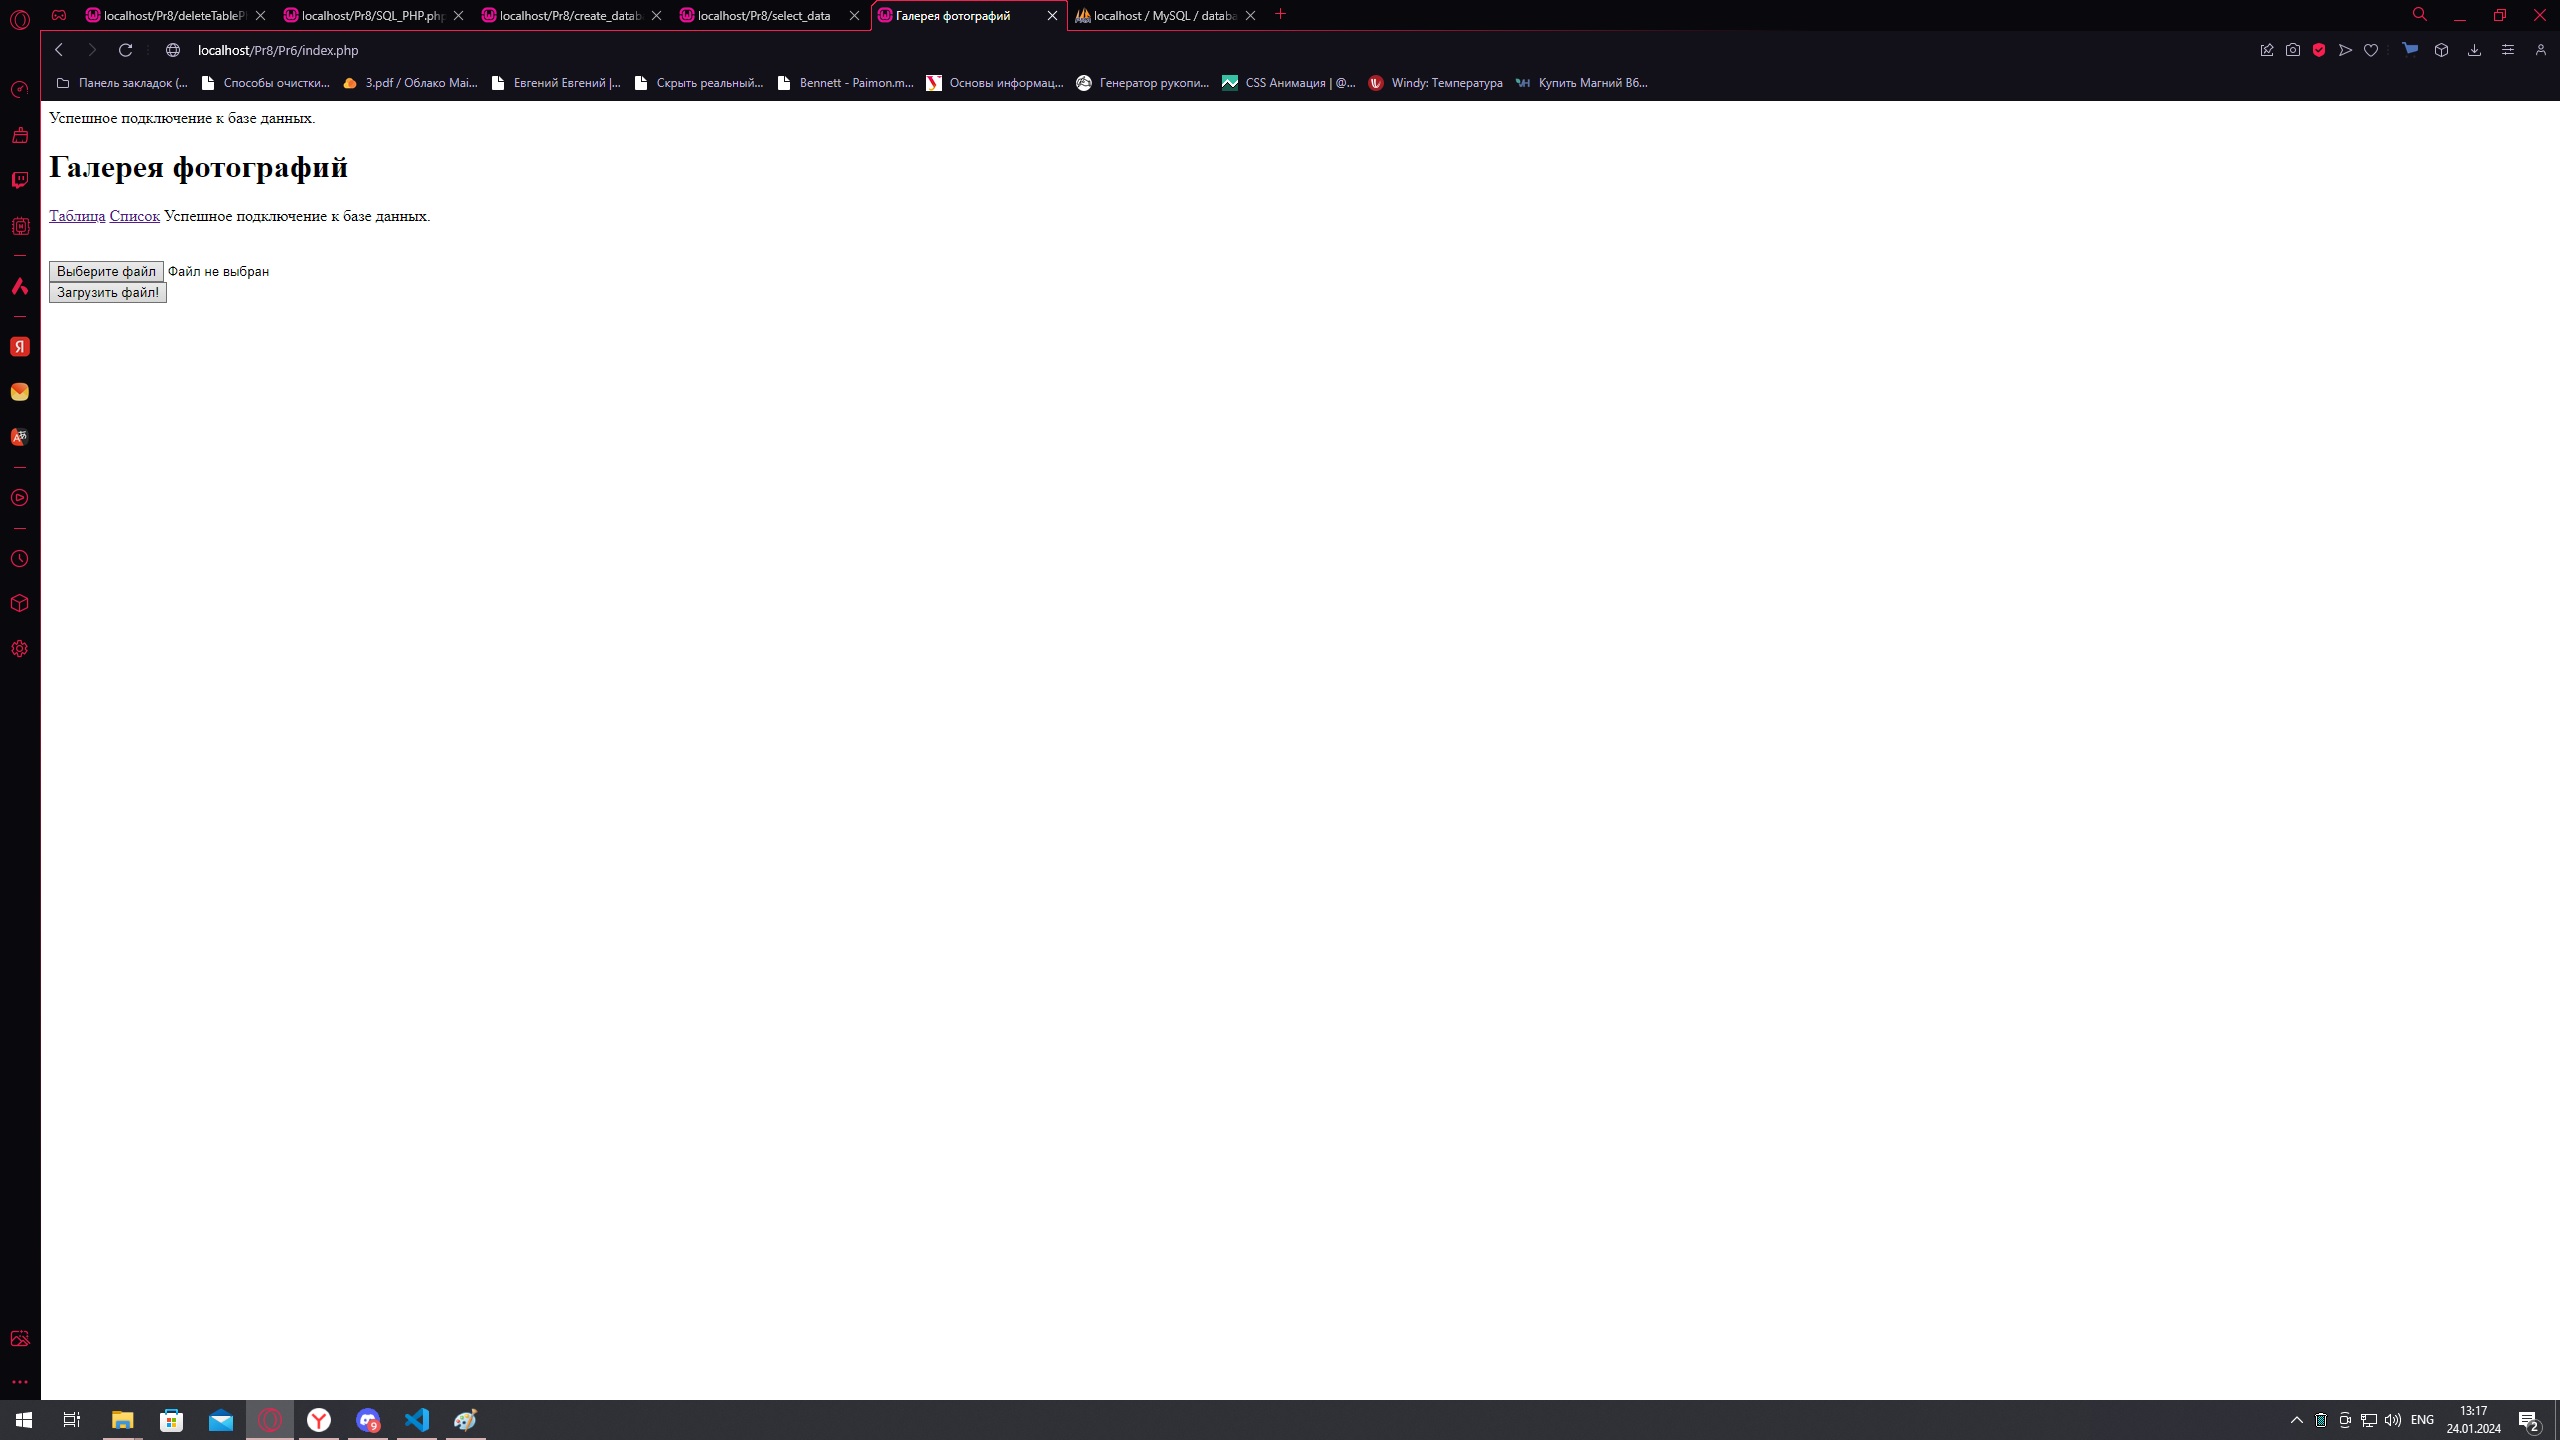 localhost/Pr8/deleteTableP
localhost/Pr8/SQL_PHP.php
localhost/Pr8/create_datab
localhost/Pr8/select_data
Галерея фотографий
localhost / MySQL / databa
localhost/Pr8/Pr6/index.php
Панель закладок (...
Способы очистки...
3.pdf / Облако Mai...
Евгений Евгений |...
Скрыть реальный...
Bennett - Paimon.m...
Основы информац...
Генератор рукопи...
CSS Анимация | @...
Windy: Температура
Купить Магний B6...
Успешное подключение к базе данных.
Галерея фотографий
Таблица Список Успешное подключение к базе данных.
Выберите файл Файл не выбран
Загрузить файл!
9
ENG
13:17
24.01.2024
2